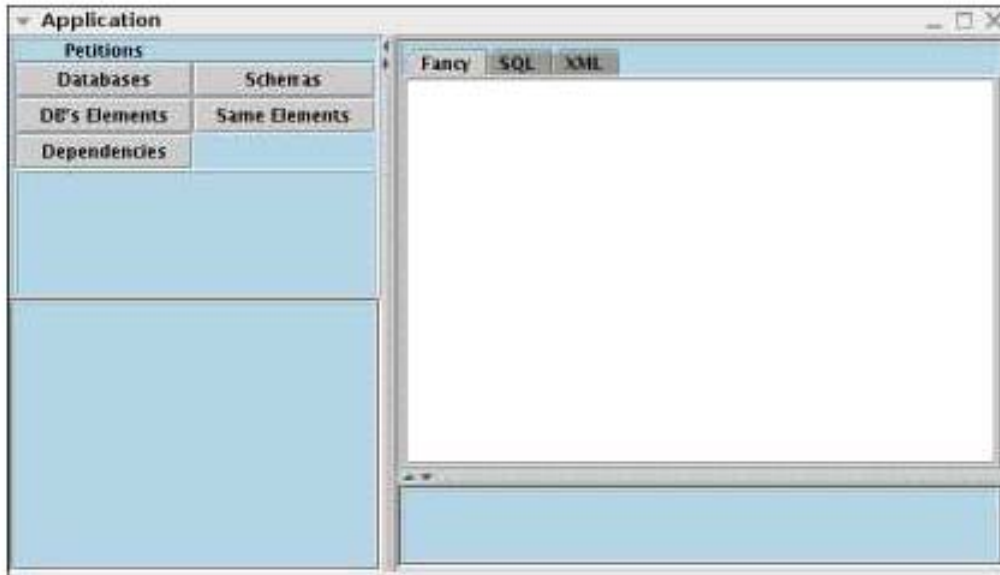 Application
Petitions
Databases Schemas
DB's Elements Same Elements
Dependencies
Fancy SQL XML